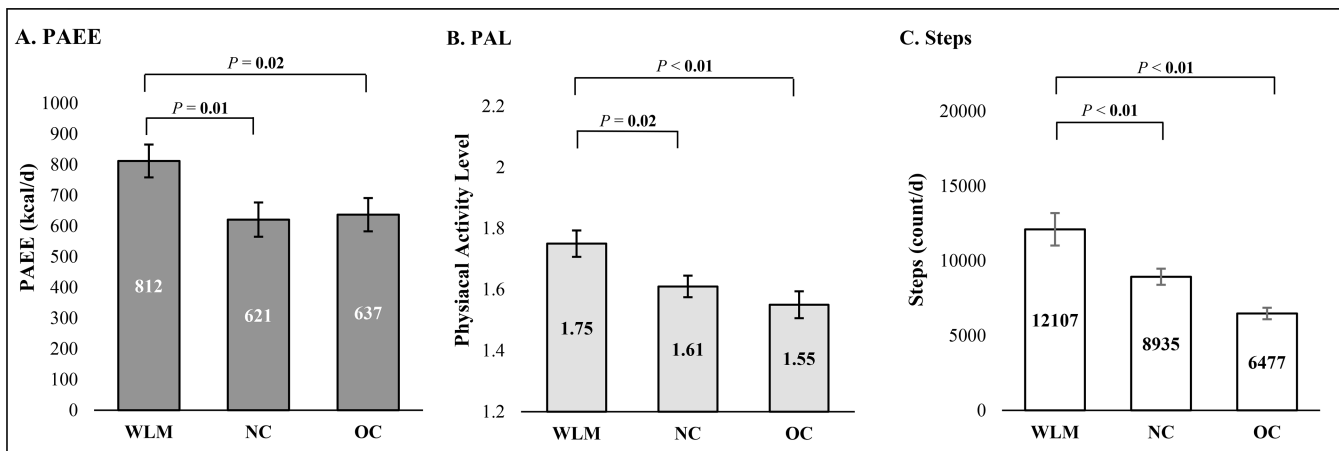 A. PAEE
P = 0.02
P = 0.01
PAEE (kcal/d)
1000
900
800
700
600
500
400
300
200
100
0
812
621
637
WLM NC OC
B. PAL
P < 0.01
P = 0.02
Physiacal Activity Level
2.2
2
1.8
1.6
1.4
1.2
1.75
1.61
1.55
WLM NC OC
C. Steps
P < 0.01
P < 0.01
Steps (count/d)
20000
15000
10000
5000
0
12107
8935
6477
WLM NC OC